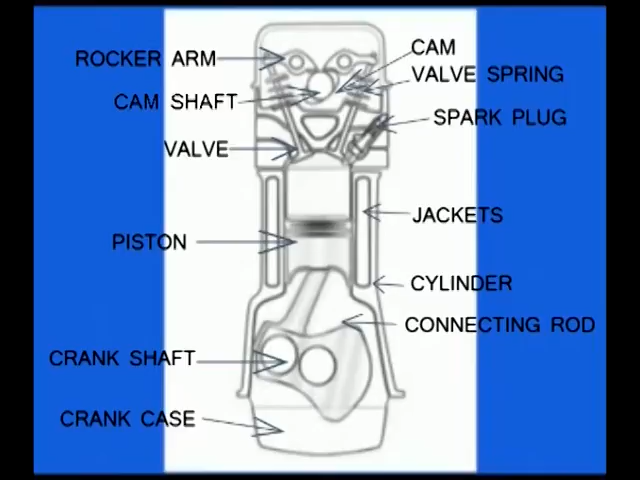 ROCKER ARM
CAM
VALVE SPRING
CAM SHAFT
SPARK PLUG
VALVE
JACKETS
PISTON
CYLINDER
CONNECTING ROD
CRANK SHAFT
CRANK CASE